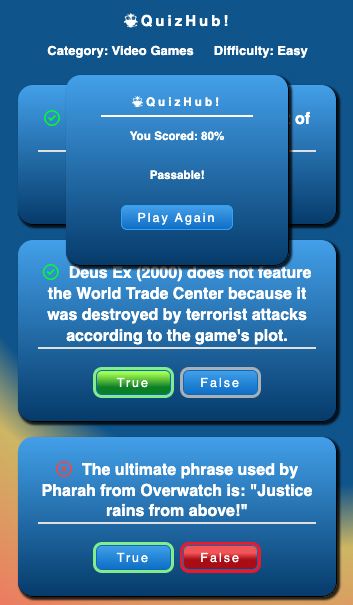 QuizHub!
Category: Video Games Difficulty: Easy
of
QuizHub!
You Scored: 80%
Passable!
Play Again
Deus Ex (2000) does not feature
the World Trade Center because it
was destroyed by terrorist attacks
according to the game's plot.
True False
The ultimate phrase used by
Pharah from Overwatch is: "Justice
rains from above!"
True False